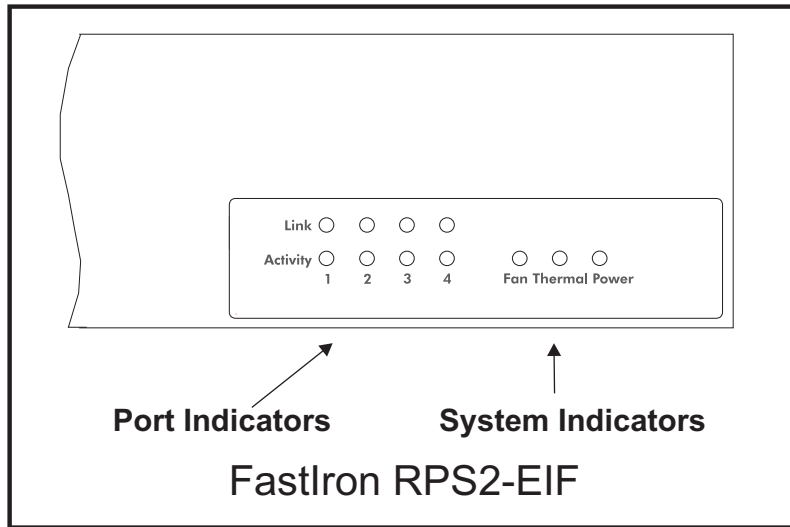 Link
Activity
1 2 3 4
Fan Thermal Power
Port Indicators
System Indicators
FastIron RPS2-EIF